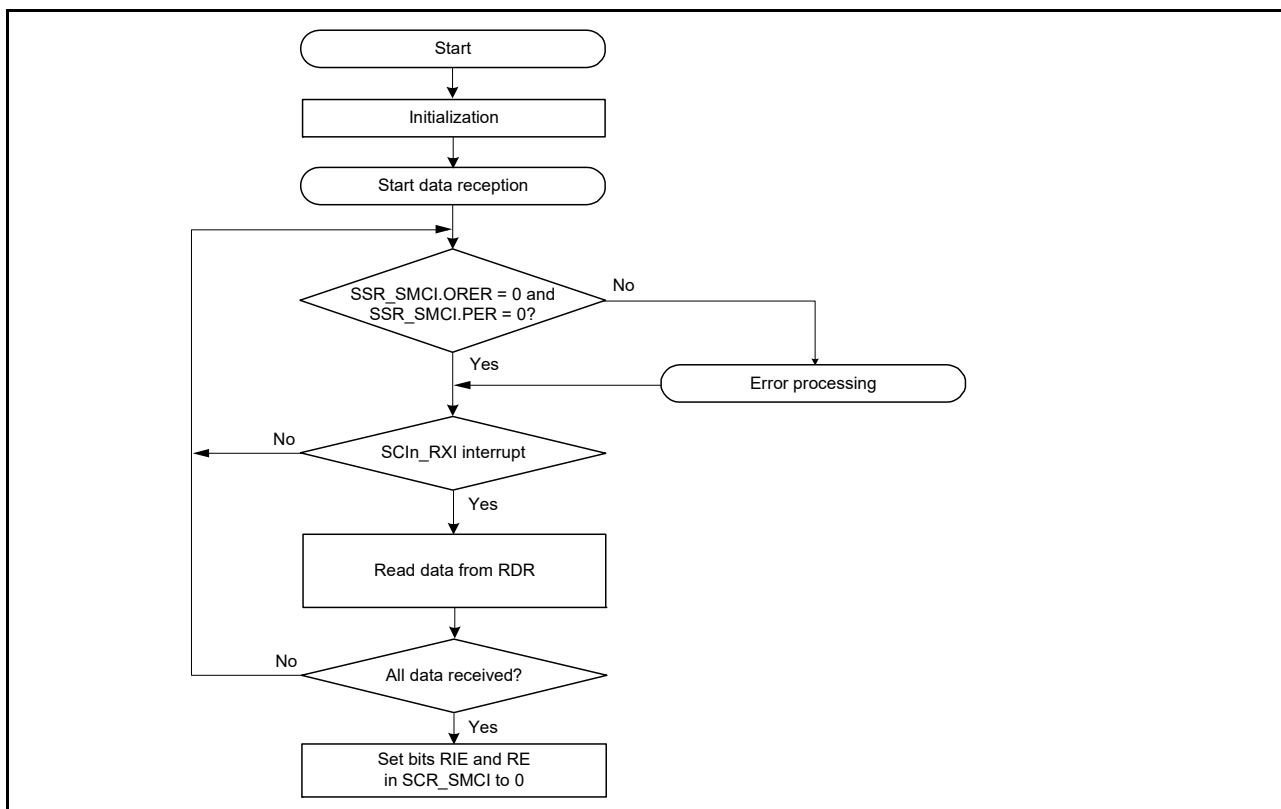 Start
Initialization
Start data reception
SSR_SMCI.ORER = 0 and
SSR_SMCI.PER = 0?
No
Yes
Error processing
No
SCIn_RXI interrupt
Yes
Read data from RDR
No
All data received?
Yes
Set bits RIE and RE
in SCR_SMCI to 0